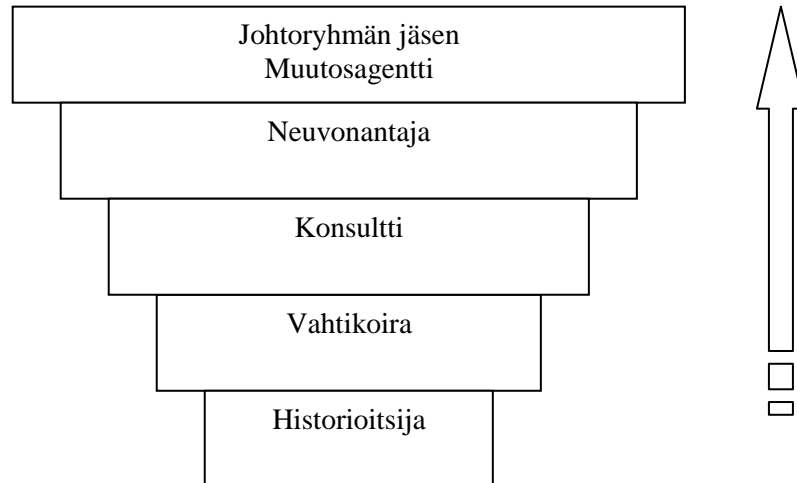 Johtoryhmän jäsen
Muutosagentti
Neuvonantaja
Konsultti
Vahtikoira
Historioitsija